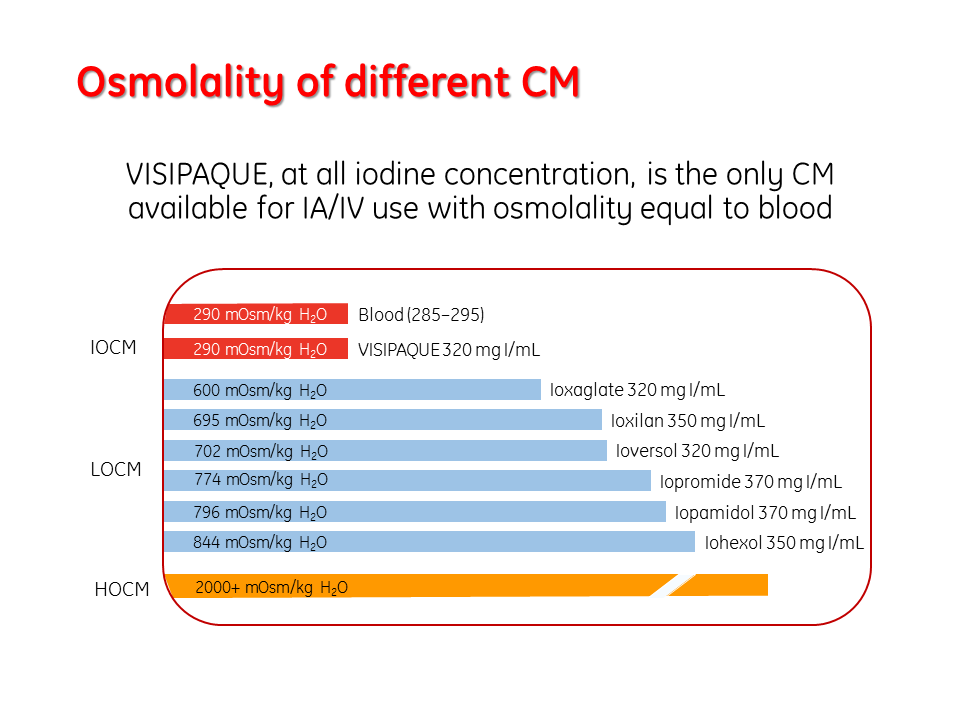 Osmolality of different CM
VISIPAQUE, at all iodine concentration, is the only CM
available for IA/IV use with osmolality equal to blood
IOCM
290 mOsm/kg H₂O Blood (285–295)
290 mOsm/kg H₂O VISIPAQUE 320 mg I/mL
LOCM
600 mOsm/kg H₂O Ioxaglate 320 mg I/mL
695 mOsm/kg H₂O Ioxilan 350 mg I/mL
702 mOsm/kg H₂O Ioversol 320 mg I/mL
774 mOsm/kg H₂O Iopromide 370 mg I/mL
796 mOsm/kg H₂O Iopamidol 370 mg I/mL
844 mOsm/kg H₂O Iohexol 350 mg I/mL
HOCM
2000+ mOsm/kg H₂O